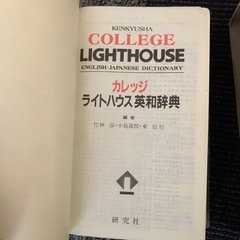 KENKYUSHA
COLLEGE
LIGHTHOUSE
ENGLISH-JAPANESE DICTIONARY
カレッジ
ライトハウス英和辞典
編者
竹林 滋・小島義郎・東 信行
研究社